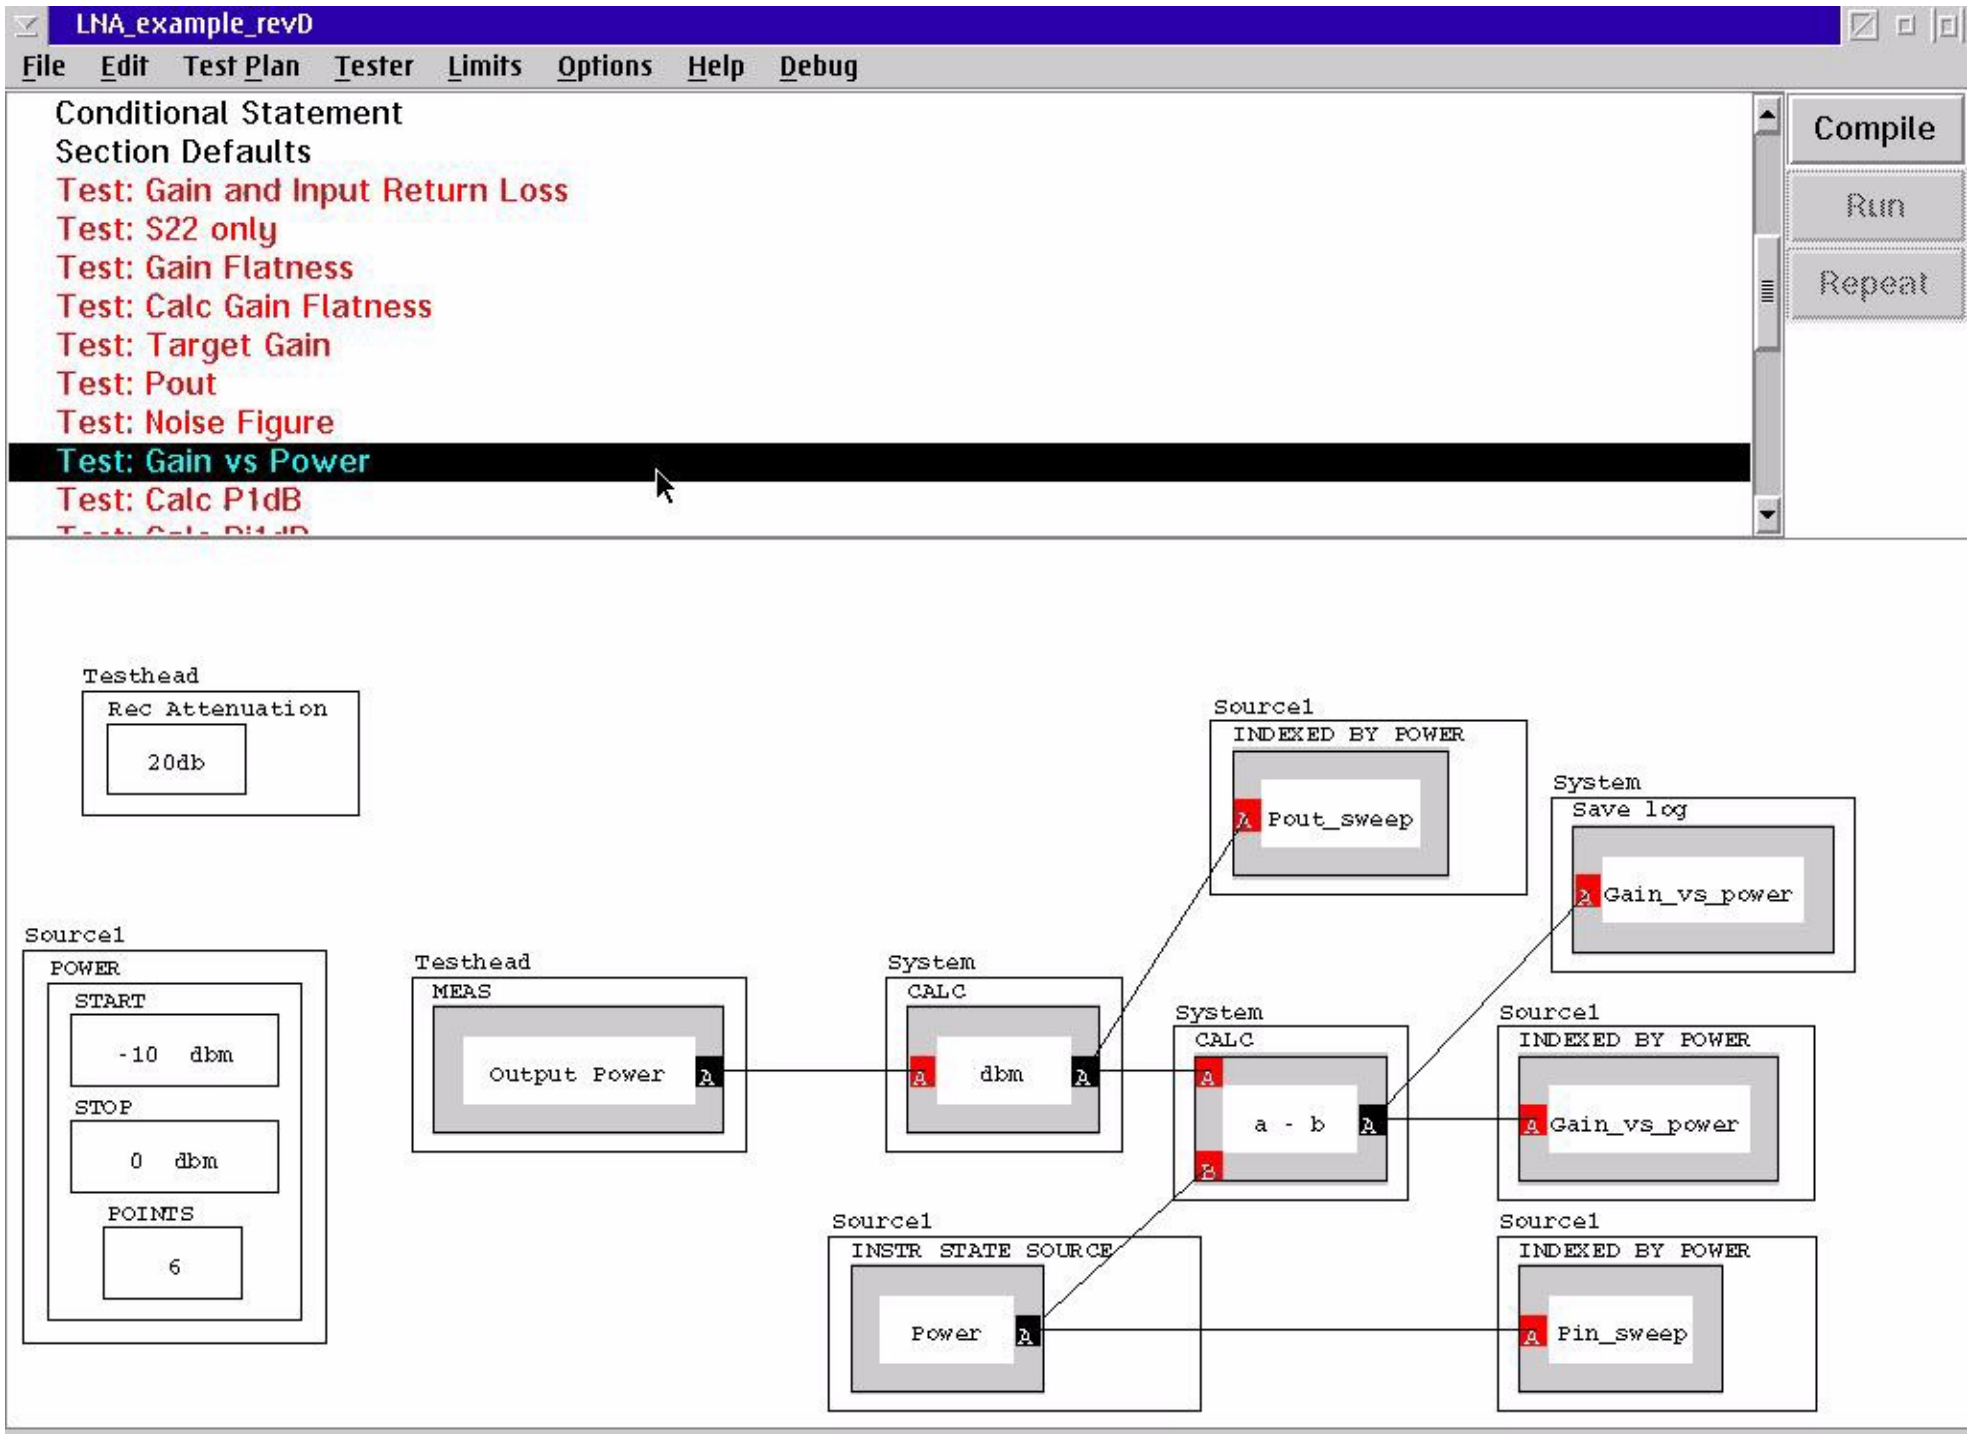 LNA_example_revD
File Edit Test Plan Tester Limits Options Help Debug
Conditional Statement
Section Defaults
Test: Gain and Input Return Loss
Test: S22 only
Test: Gain Flatness
Test: Calc Gain Flatness
Test: Target Gain
Test: Pout
Test: Noise Figure
Test: Gain vs Power
Test: Calc P1dB
Compile
Run
Repeat
Testhead
Rec Attenuation
20db
Source1
POWER
START
-10 dbm
STOP
0 dbm
POINTS
6
Testhead
MEAS
Output Power A
System
CALC
A dbm A
Source1
INDEXED BY POWER
A Pout_sweep
System
Save log
A Gain_vs_power
System
CALC
A
a - b A
B
Source1
INDEXED BY POWER
A Gain_vs_power
Source1
INSTR STATE SOURCE
Power A
Source1
INDEXED BY POWER
A Pin_sweep